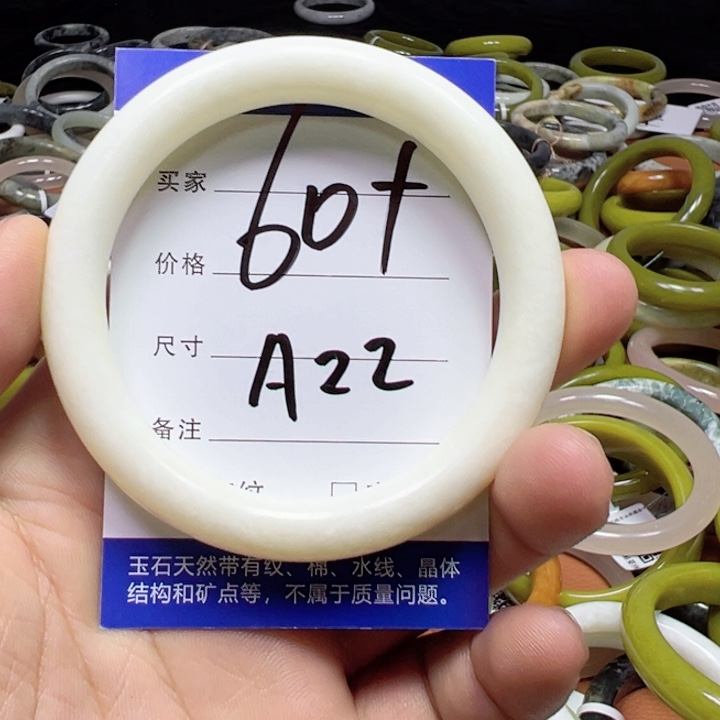 买家
60+
价格
尺寸
A22
备注
玉石天然带有纹、棉、水线、晶体
结构和矿点等，不属于质量问题。